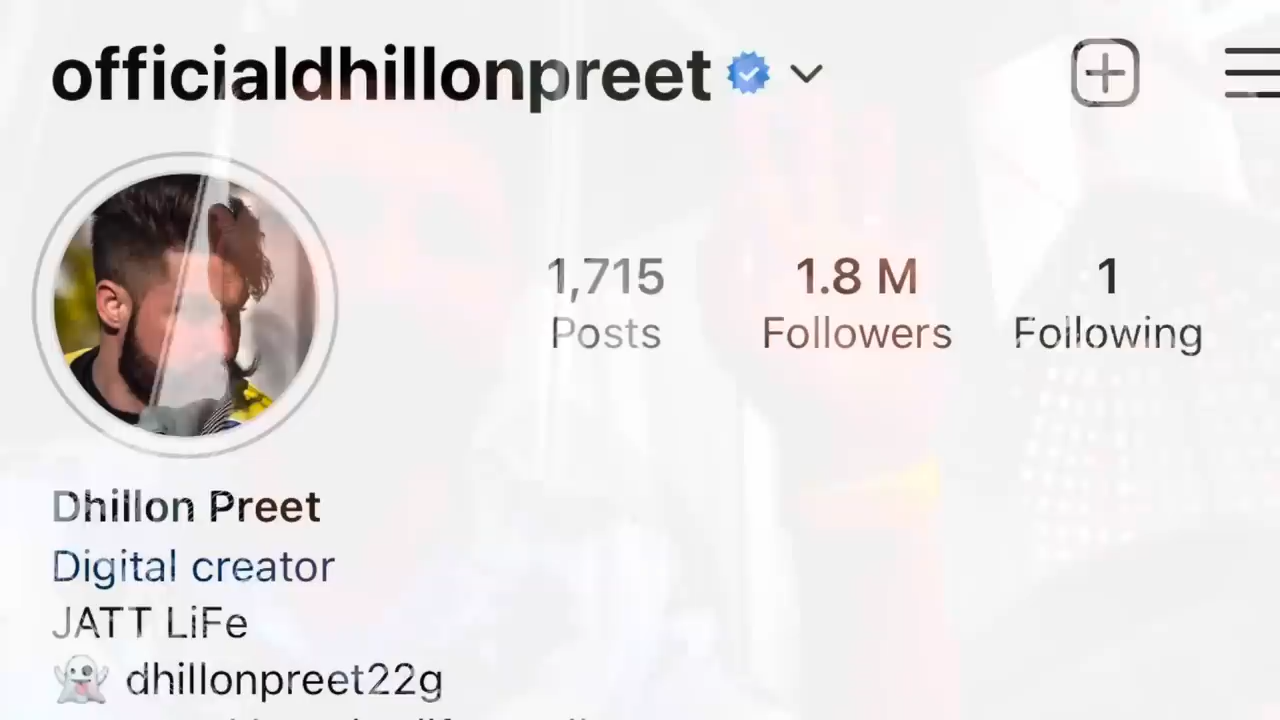 officialdhillonpreet
1,715 1.8 M 1
Posts Followers Following
Dhillon Preet
Digital creator
JATT LiFe
👻 dhillonpreet22g